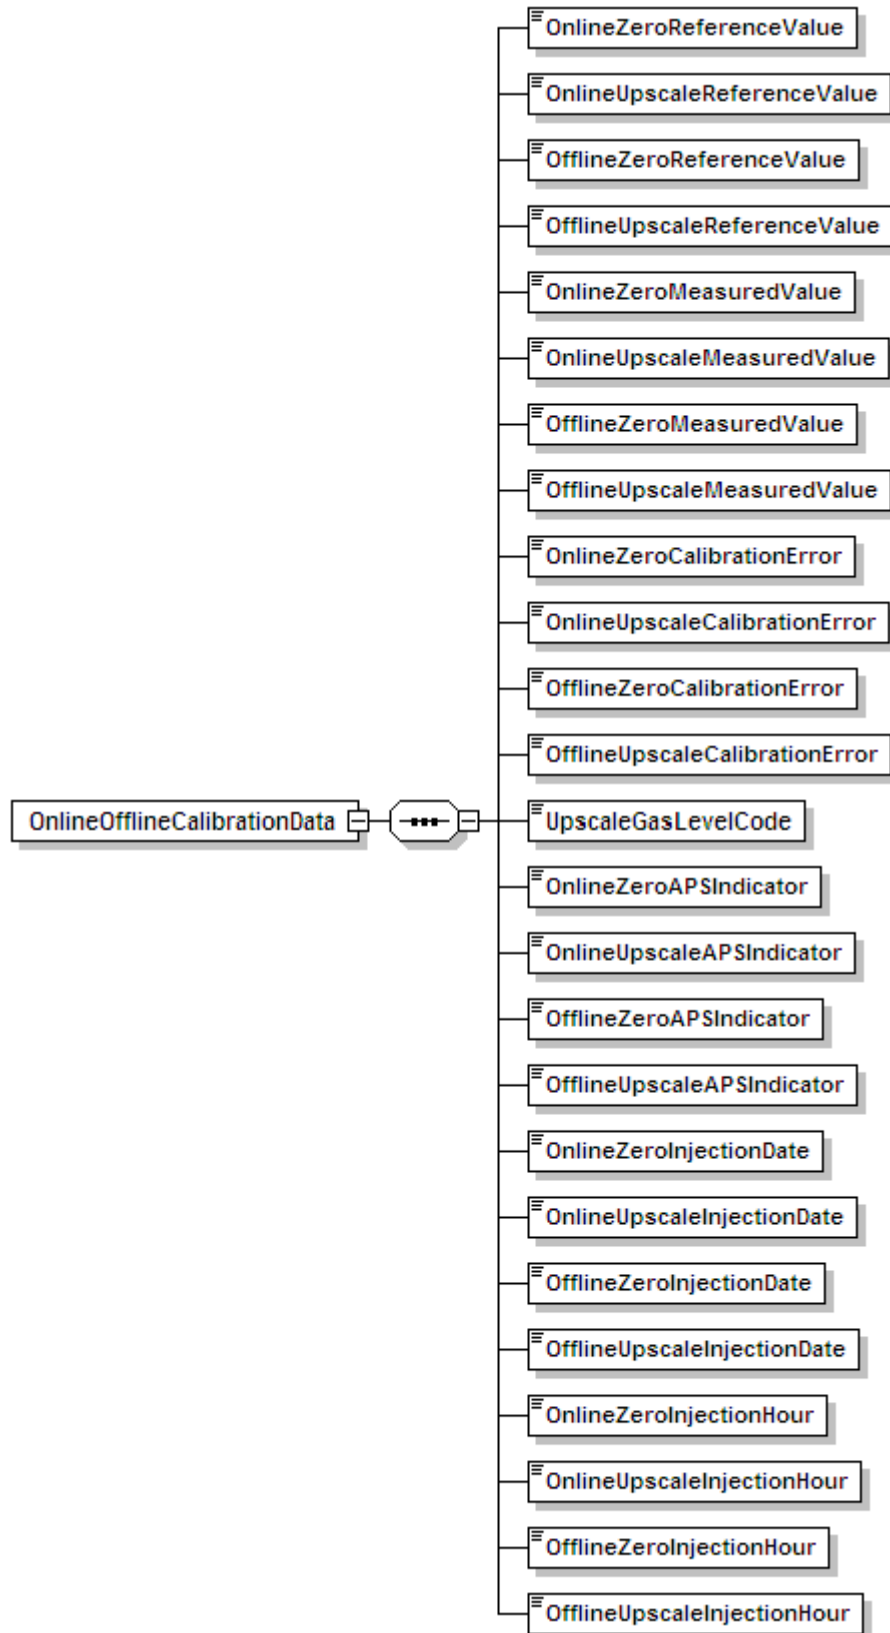 OnlineZeroReferenceValue
OnlineUpscaleReferenceValue
OfflineZeroReferenceValue
OfflineUpscaleReferenceValue
OnlineZeroMeasuredValue
OnlineUpscaleMeasuredValue
OfflineZeroMeasuredValue
OfflineUpscaleMeasuredValue
OnlineZeroCalibrationError
OnlineUpscaleCalibrationError
OfflineZeroCalibrationError
OfflineUpscaleCalibrationError
OnlineOfflineCalibrationData
UpscaleGasLevelCode
OnlineZeroAPSIndicator
OnlineUpscaleAPSIndicator
OfflineZeroAPSIndicator
OfflineUpscaleAPSIndicator
OnlineZeroInjectionDate
OnlineUpscaleInjectionDate
OfflineZeroInjectionDate
OfflineUpscaleInjectionDate
OnlineZeroInjectionHour
OnlineUpscaleInjectionHour
OfflineZeroInjectionHour
OfflineUpscaleInjectionHour